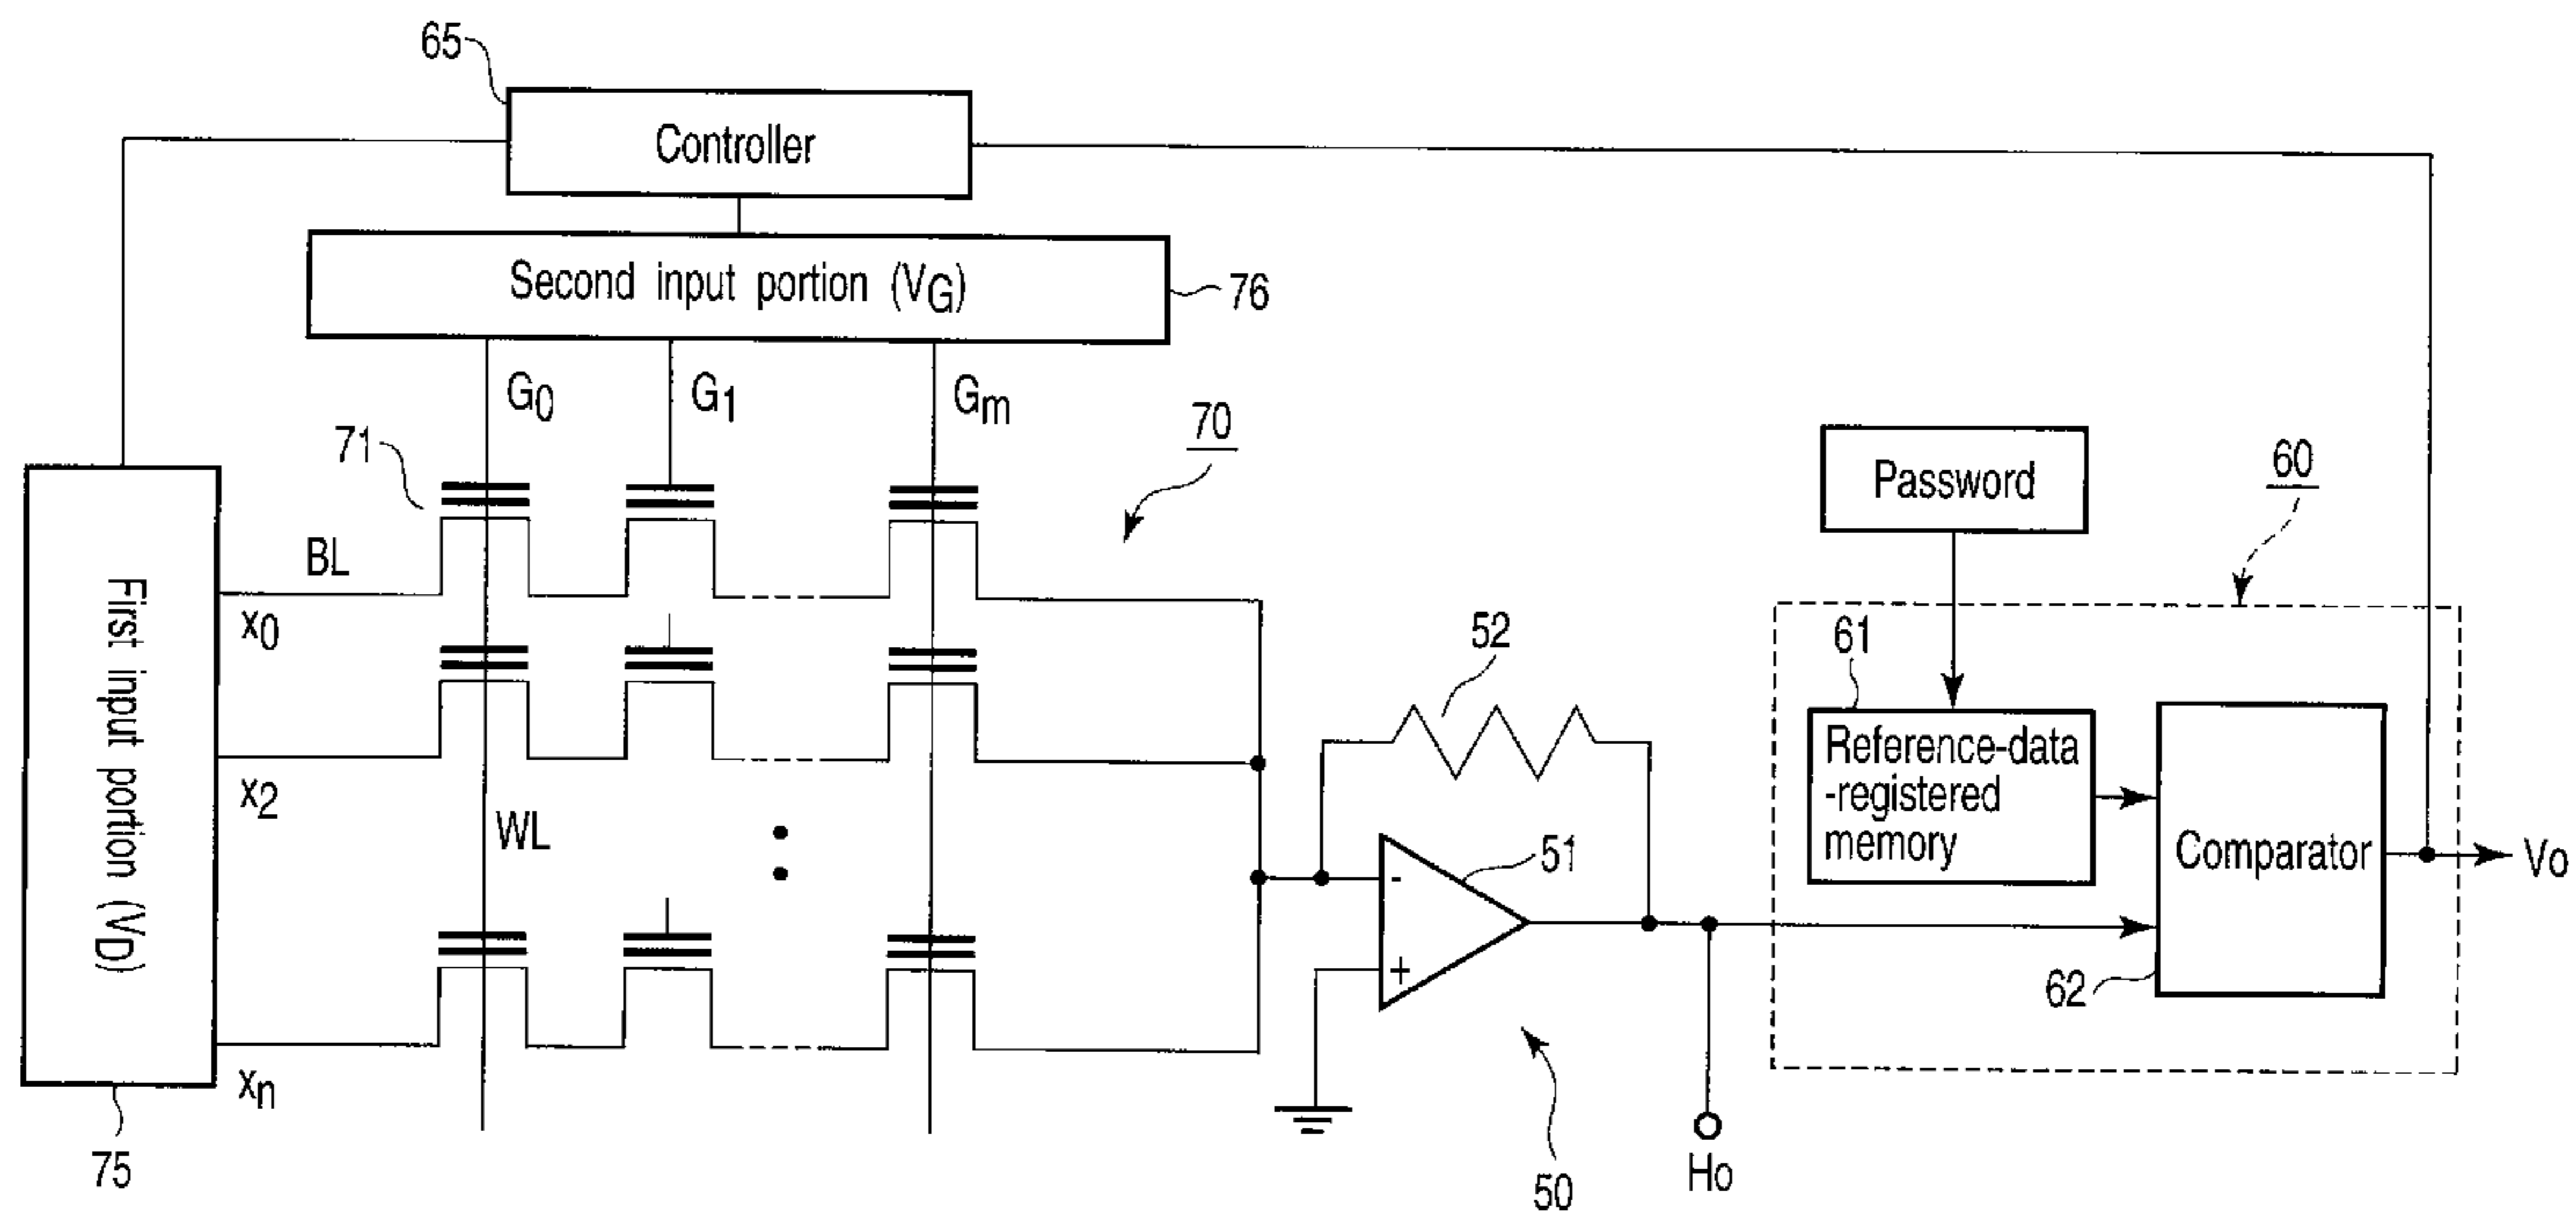 65
Controller
Second input portion (VG)
76
G0
G1
Gm
71
70
Password
60
BL
x0
First input portion (VD)
61
52
Reference-data
-registered
memory
x2
WL
51
Comparator
Vo
62
xn
75
50
Ho
-
+